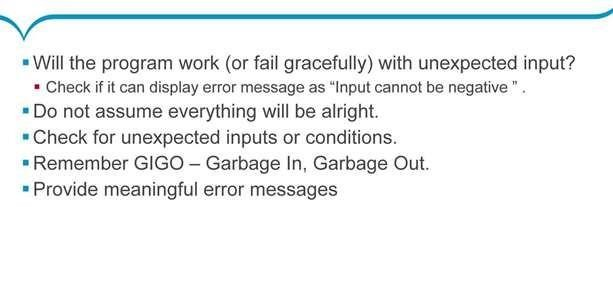 Will the program work (or fail gracefully) with unexpected input?
Check if it can display error message as “Input cannot be negative ” .
Do not assume everything will be alright.
Check for unexpected inputs or conditions.
Remember GIGO – Garbage In, Garbage Out.
Provide meaningful error messages